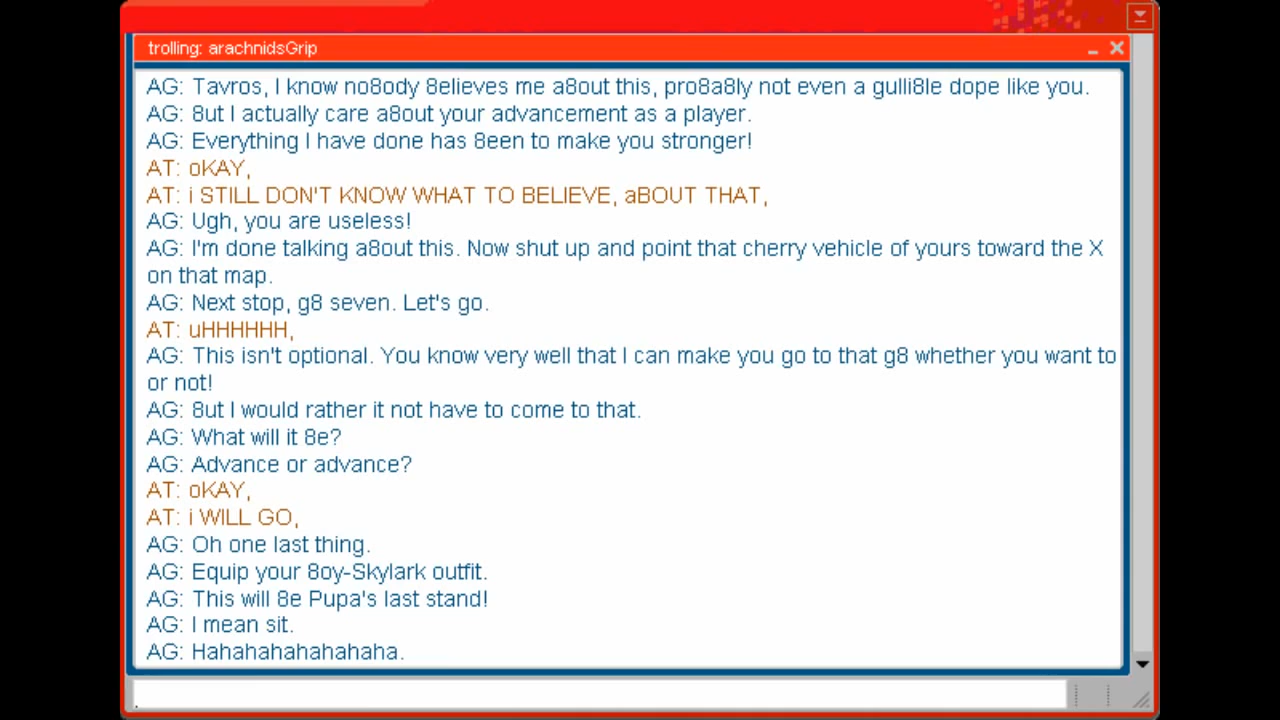 trolling: arachnidsGrip
AG: Tavros, I know no8ody 8elieves me a8out this, pro8a8ly not even a gulli8le dope like you.
AG: 8ut I actually care a8out your advancement as a player.
AG: Everything I have done has 8een to make you stronger!
AT: oKAY,
AT: i STILL DON'T KNOW WHAT TO BELIEVE, aBOUT THAT,
AG: Ugh, you are useless!
AG: I'm done talking a8out this. Now shut up and point that cherry vehicle of yours toward the X
on that map.
AG: Next stop, g8 seven. Let's go.
AT: uHHHHHH,
AG: This isn't optional. You know very well that I can make you go to that g8 whether you want to
or not!
AG: 8ut I would rather it not have to come to that.
AG: What will it 8e?
AG: Advance or advance?
AT: oKAY,
AT: i WILL GO,
AG: Oh one last thing.
AG: Equip your 8oy-Skylark outfit.
AG: This will 8e Pupa's last stand!
AG: I mean sit.
AG: Hahahahahahahaha.